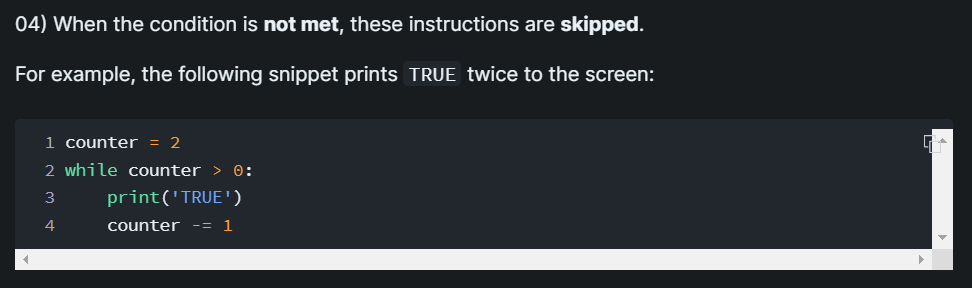 04) When the condition is not met, these instructions are skipped.
For example, the following snippet prints TRUE twice to the screen:
1 counter = 2
2 while counter > 0:
3     print('TRUE')
4     counter -= 1